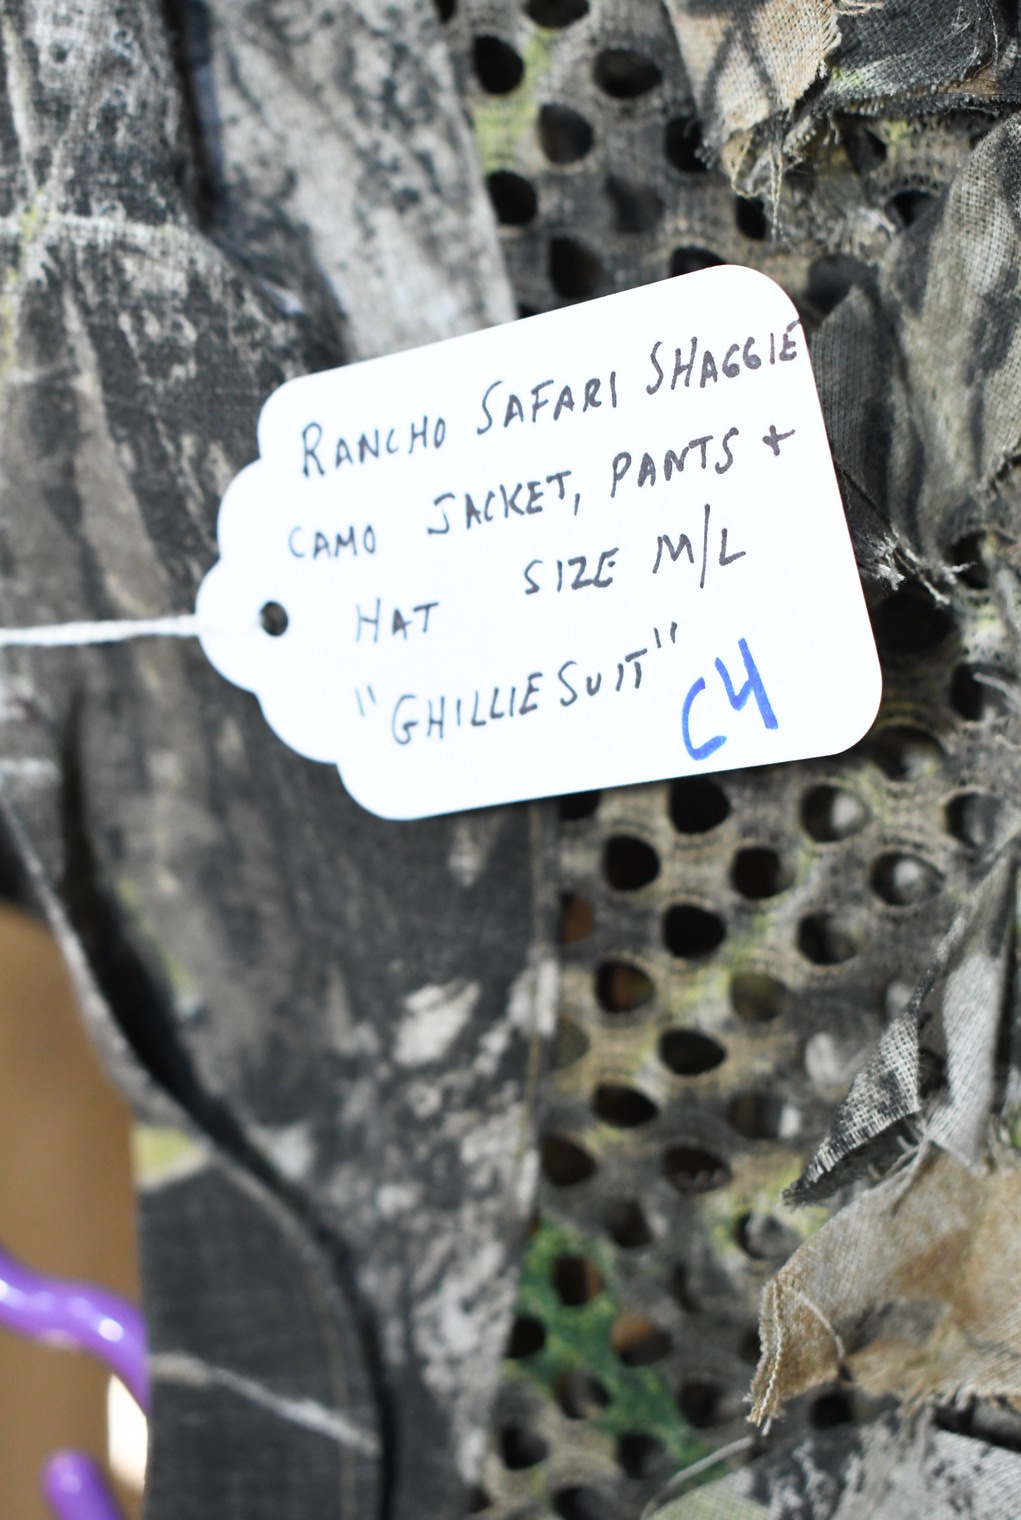 RANCHO SAFARI SHAGGIE
CAMO JACKET, PANTS +
HAT SIZE M/L
"GHILLIE SUIT"
C4